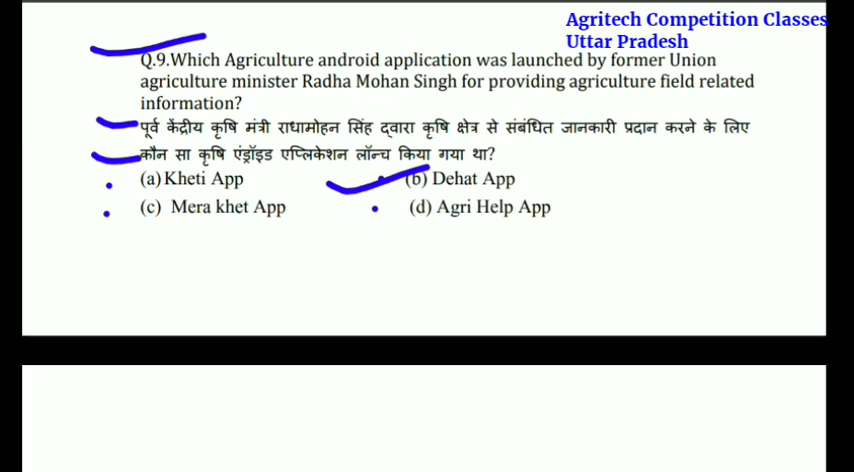 Agritech Competition Classes
Uttar Pradesh
Q.9.Which Agriculture android application was launched by former Union
agriculture minister Radha Mohan Singh for providing agriculture field related
information?
पूर्व केंद्रीय कृषि मंत्री राधामोहन सिंह द्वारा कृषि क्षेत्र से संबंधित जानकारी प्रदान करने के लिए
कौन सा कृषि एंड्रॉइड एप्लिकेशन लॉन्च किया गया था?
(a) Kheti App (b) Dehat App
(c) Mera khet App (d) Agri Help App